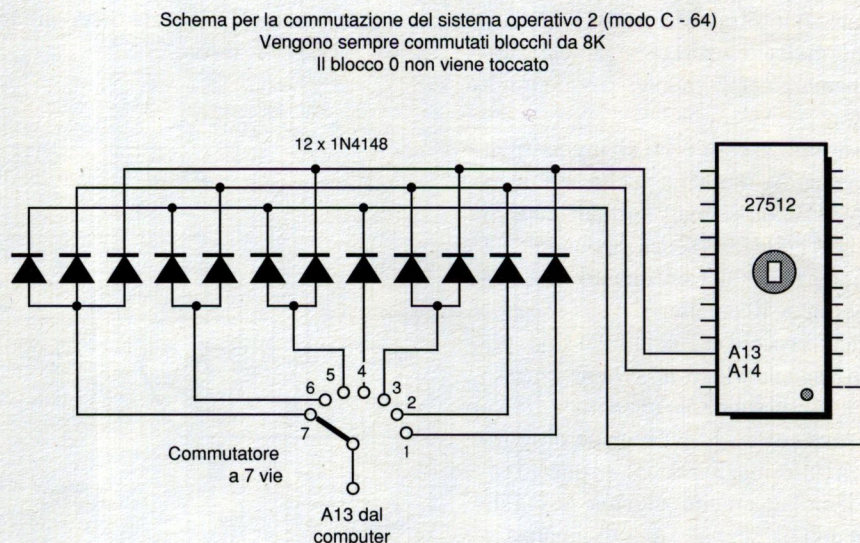 Schema per la commutazione del sistema operativo 2 (modo C - 64)
Vengono sempre commutati blocchi da 8K
Il blocco 0 non viene toccato
12 x 1N4148
27512
A13
A14
5
4
6
3
7
2
1
Commutatore
a 7 vie
A13 dal
computer